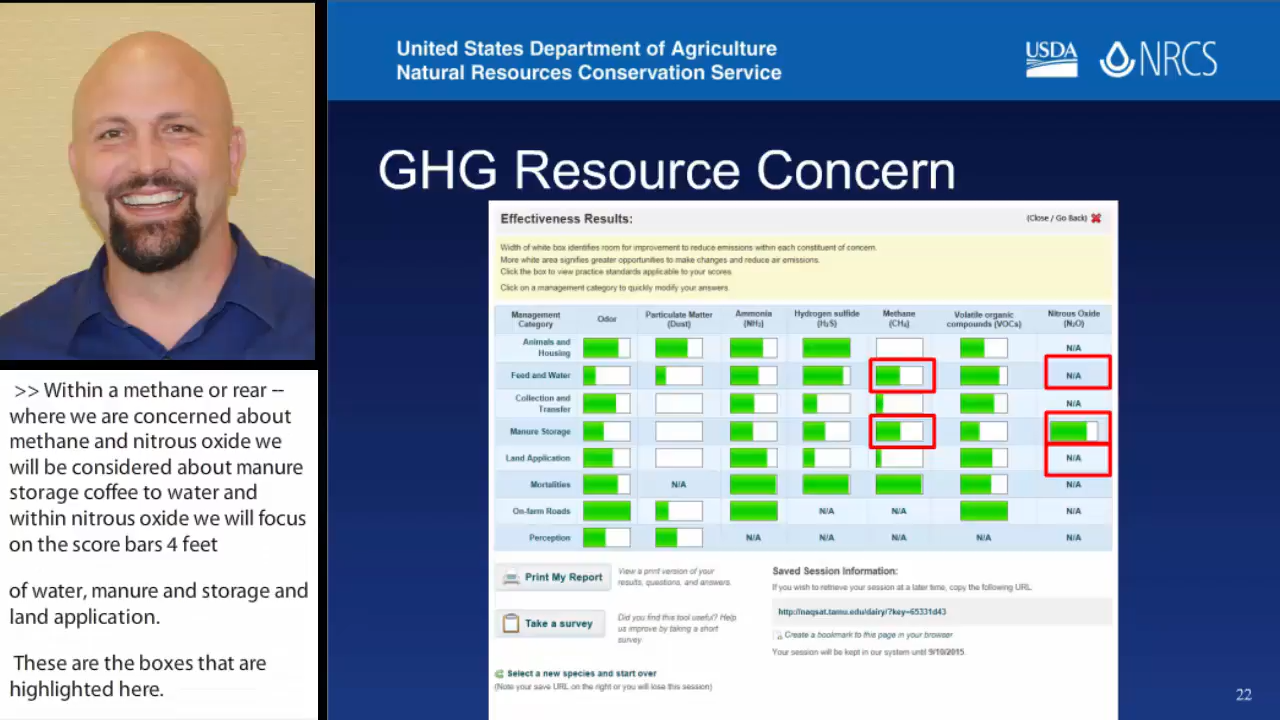 United States Department of Agriculture
Natural Resources Conservation Service
USDA
NRCS
GHG Resource Concern
Effectiveness Results:
(Close / Go Back)
Width of white box identifies room for improvement to reduce emissions within each constituent of concern.
More white area signifies greater opportunities to make changes and reduce air emissions.
Click the box to view practice standards applicable to your scores
Click on a management category to quickly modify your answers.
Management Category Odor Particulate Matter (Dust) Ammonia (NH₃) Hydrogen sulfide (H₂S) Methane (CH₄) Volatile organic compounds (VOCs) Nitrous Oxide (N₂O)
Animals and Housing N/A
Feed and Water N/A
Collection and Transfer N/A
Manure Storage
Land Application N/A
Mortalities N/A N/A
On-farm Roads N/A N/A N/A
Perception N/A N/A N/A N/A N/A
Print My Report
View a print version of your
results, questions, and answers.
Take a survey
Did you find this tool useful? Help
us improve by taking a short
survey.
Select a new species and start over
(Note your save URL on the right or you will lose this session)
Saved Session Information:
If you wish to retrieve your session at a later time, copy the following URL
http://naqsat.tamu.edu/dairy/?key=65331d43
Create a bookmark to this page in your browser
Your session will be kept in our system until 9/10/2015.
22
>> Within a methane or rear --
where we are concerned about
methane and nitrous oxide we
will be considered about manure
storage coffee to water and
within nitrous oxide we will focus
on the score bars 4 feet
of water, manure and storage and
land application.
These are the boxes that are
highlighted here.